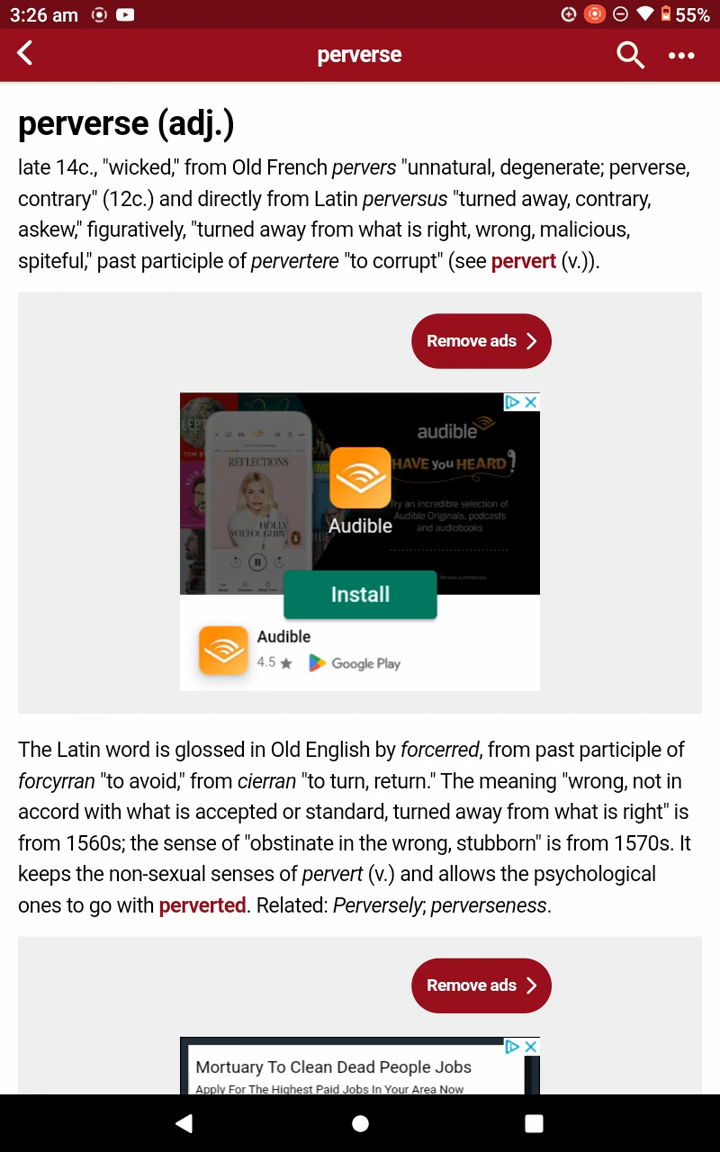 3:26 am
55%
perverse
perverse (adj.)
late 14c., "wicked," from Old French pervers "unnatural, degenerate; perverse,
contrary" (12c.) and directly from Latin perversus "turned away, contrary,
askew," figuratively, "turned away from what is right, wrong, malicious,
spiteful," past participle of pervertere "to corrupt" (see pervert (v.)).
Remove ads
audible
HAVE you HEARD?
REFLECTIONS
Try an incredible selection of
Audible Originals, podcasts
and audiobooks
Audible
HOLLY
WILLOUGHBY
Install
Audible
4.5 ★ Google Play
The Latin word is glossed in Old English by forcerred, from past participle of
forcyrran "to avoid," from cierran "to turn, return." The meaning "wrong, not in
accord with what is accepted or standard, turned away from what is right" is
from 1560s; the sense of "obstinate in the wrong, stubborn" is from 1570s. It
keeps the non-sexual senses of pervert (v.) and allows the psychological
ones to go with perverted. Related: Perversely; perverseness.
Remove ads
Mortuary To Clean Dead People Jobs
Apply For The Highest Paid Jobs In Your Area Now